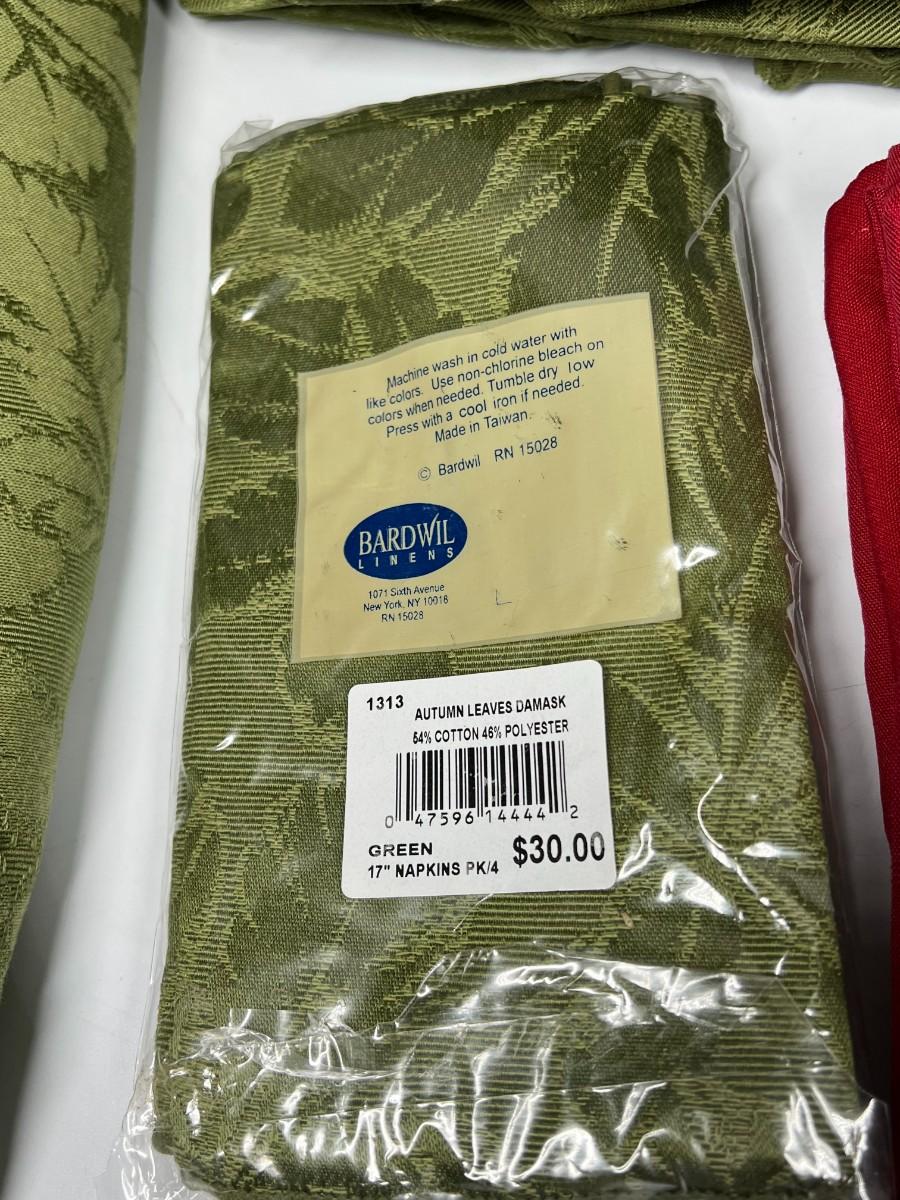 Machine wash in cold water with
like colors. Use non-chlorine bleach on
colors when needed. Tumble dry low
Press with a cool iron if needed.
Made in Taiwan.
© Bardwil RN 15028
BARDWIL
LINENS
1071 Sixth Avenue
New York, NY 10018
RN 15028
1313
AUTUMN LEAVES DAMASK
54% COTTON 46% POLYESTER
0 47596 14444 2
GREEN $30.00
17" NAPKINS PK/4